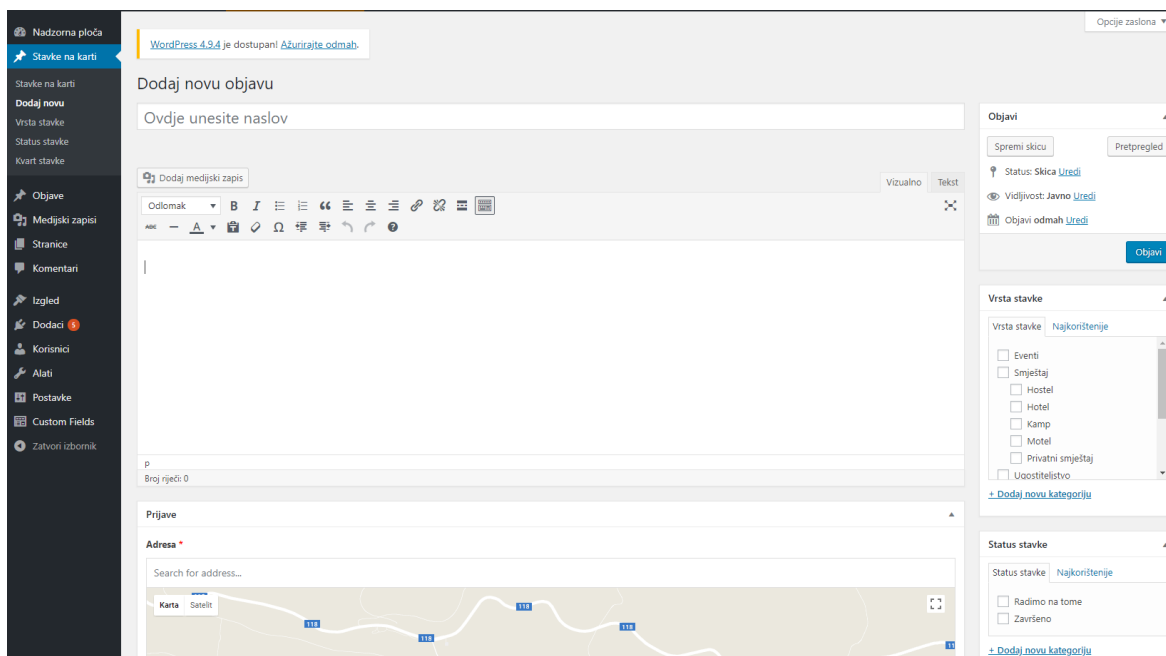 Nadzorna ploča
Stavke na karti
Stavke na karti
Dodaj novu
Vrsta stavke
Status stavke
Kvart stavke
Objave
Medijski zapisi
Stranice
Komentari
Izgled
Dodaci 5
Korisnici
Alati
Postavke
Custom Fields
Zatvori izbornik
Opcije zaslona
WordPress 4.9.4 je dostupan! Ažurirajte odmah.
Dodaj novu objavu
Ovdje unesite naslov
Dodaj medijski zapis
Vizualno Tekst
Odlomak B I
ABC A Ω
p
Broj riječi: 0
Prijave
Adresa *
Search for address...
Karta Satelit
118
118
118
118
11
Objavi
Spremi skicu Pretpregled
Status: Skica Uredi
Vidljivost: Javno Uredi
Objavi odmah Uredi
Objavi
Vrsta stavke
Vrsta stavke Najkorištenije
Eventi
Smještaj
Hostel
Hotel
Kamp
Motel
Privatni smještaj
Ugostiteljstvo
+ Dodaj novu kategoriju
Status stavke
Status stavke Najkorištenije
Radimo na tome
Završeno
+ Dodaj novu kategoriju